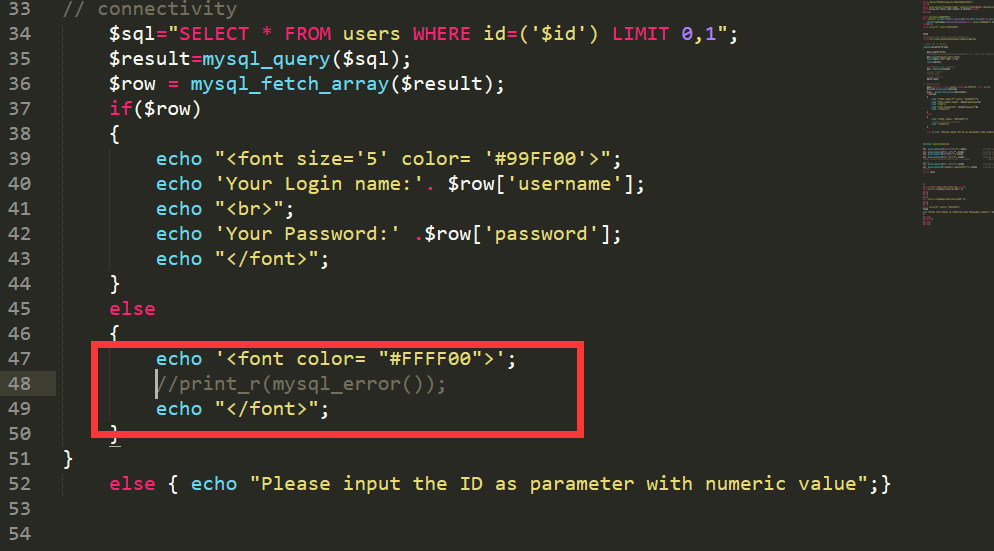 33 // connectivity
34 $sql="SELECT * FROM users WHERE id=('$id') LIMIT 0,1";
35 $result=mysql_query($sql);
36 $row = mysql_fetch_array($result);
37 if($row)
38 {
39 echo "<font size='5' color= '#99FF00'>";
40 echo 'Your Login name:'. $row['username'];
41 echo "<br>";
42 echo 'Your Password:' .$row['password'];
43 echo "</font>";
44 }
45 else
46 {
47 echo '<font color= "#FFFF00">';
48 //print_r(mysql_error());
49 echo "</font>";
50 }
51 }
52 else { echo "Please input the ID as parameter with numeric value";}
53
54